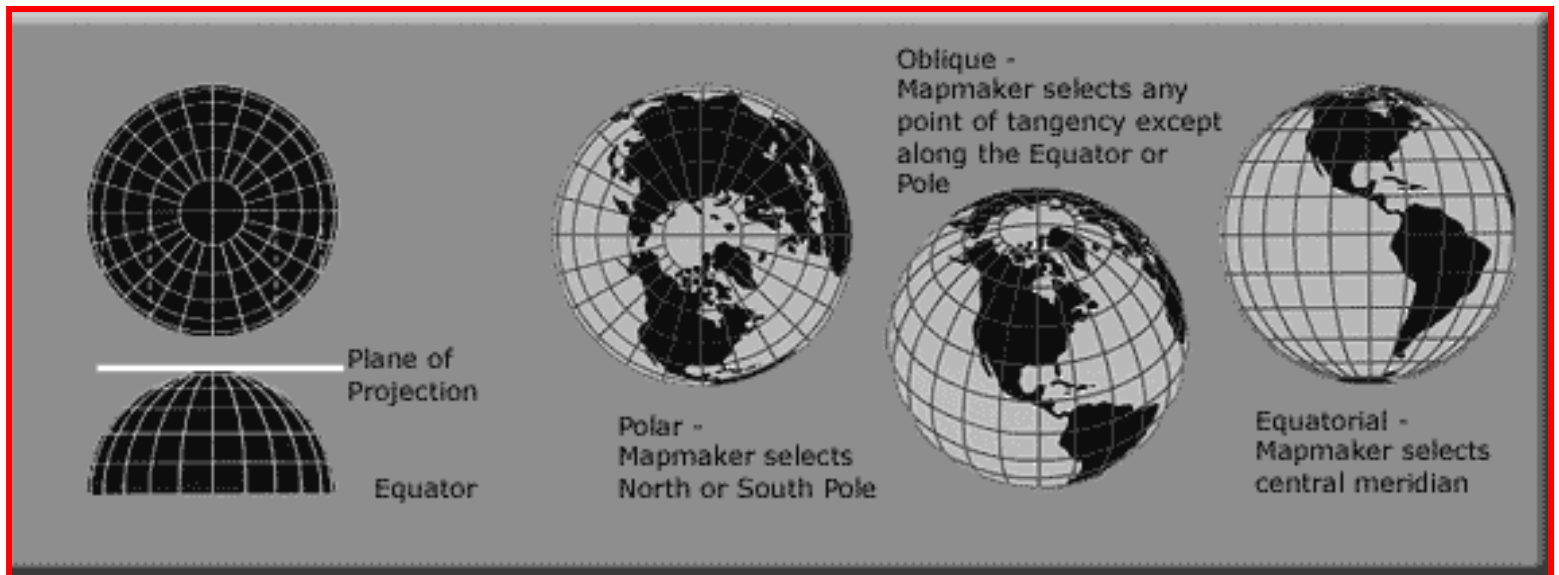 Plane of
Projection
Equator
Polar -
Mapmaker selects
North or South Pole
Oblique -
Mapmaker selects any
point of tangency except
along the Equator or
Pole
Equatorial -
Mapmaker selects
central meridian